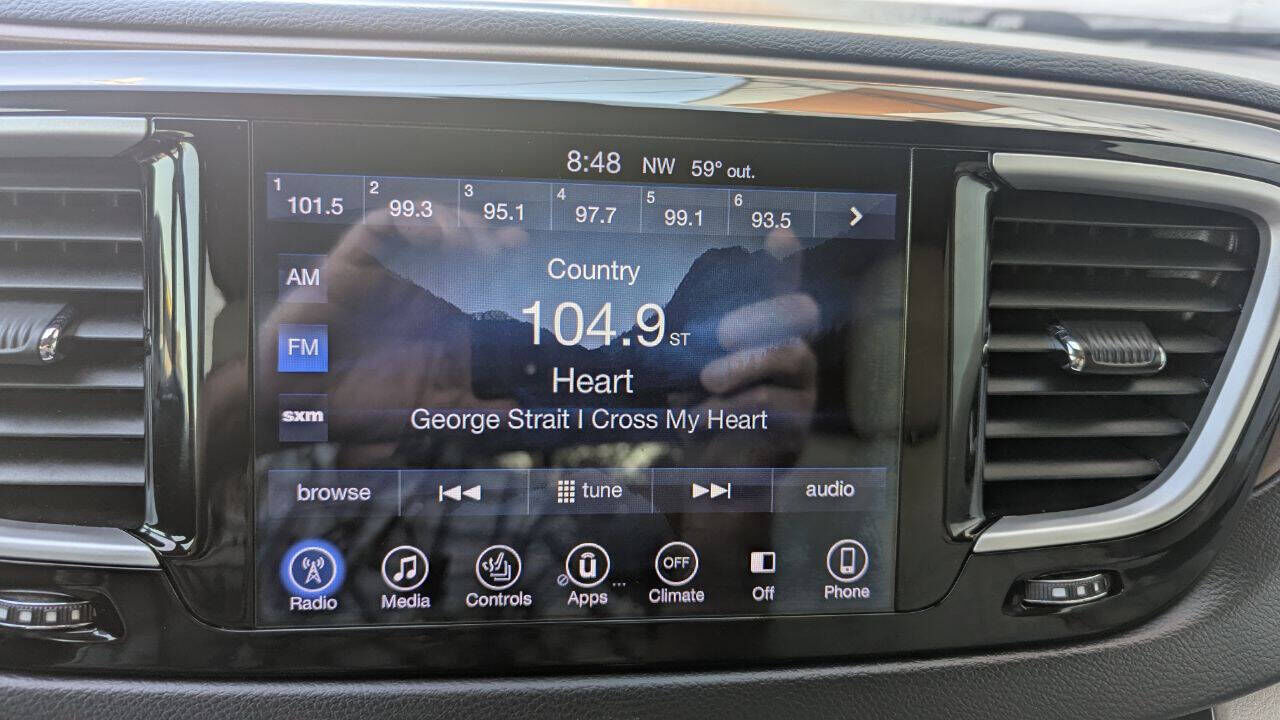 8:48 NW 59° out.
1 101.5 2 99.3 3 95.1 4 97.7 5 99.1 6 93.5
AM
Country
104.9 ST
FM
Heart
sxm
George Strait I Cross My Heart
browse tune audio
OFF
Radio Media Controls Apps ... Climate Off Phone